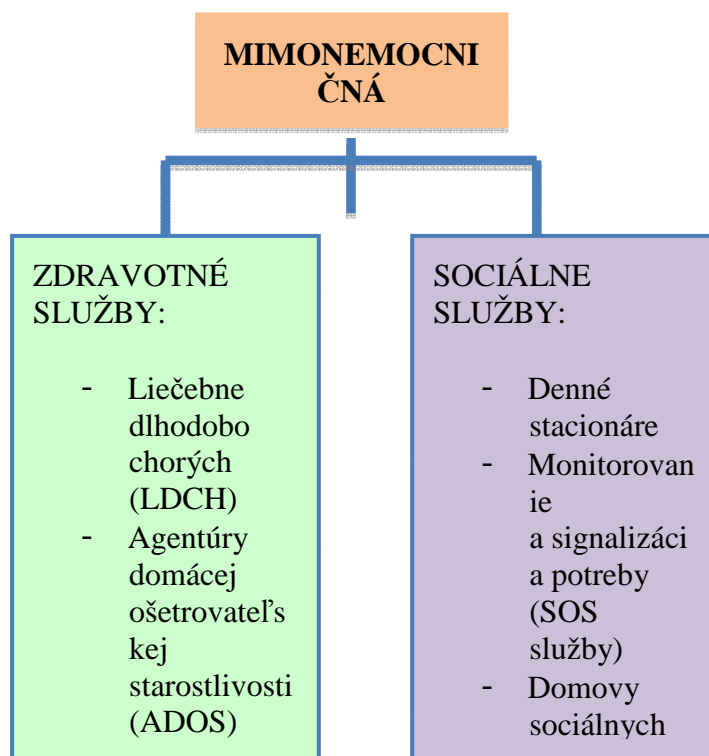 MIMONEMOCNI
ČNÁ
ZDRAVOTNÉ
SLUŽBY:
- Liečebne
dlhodobo
chorých
(LDCH)
- Agentúry
domácej
ošetrovateľs
kej
starostlivosti
(ADOS)
SOCIÁLNE
SLUŽBY:
- Denné
stacionáre
- Monitorovan
ie
a signalizáci
a potreby
(SOS
služby)
- Domovy
sociálnych